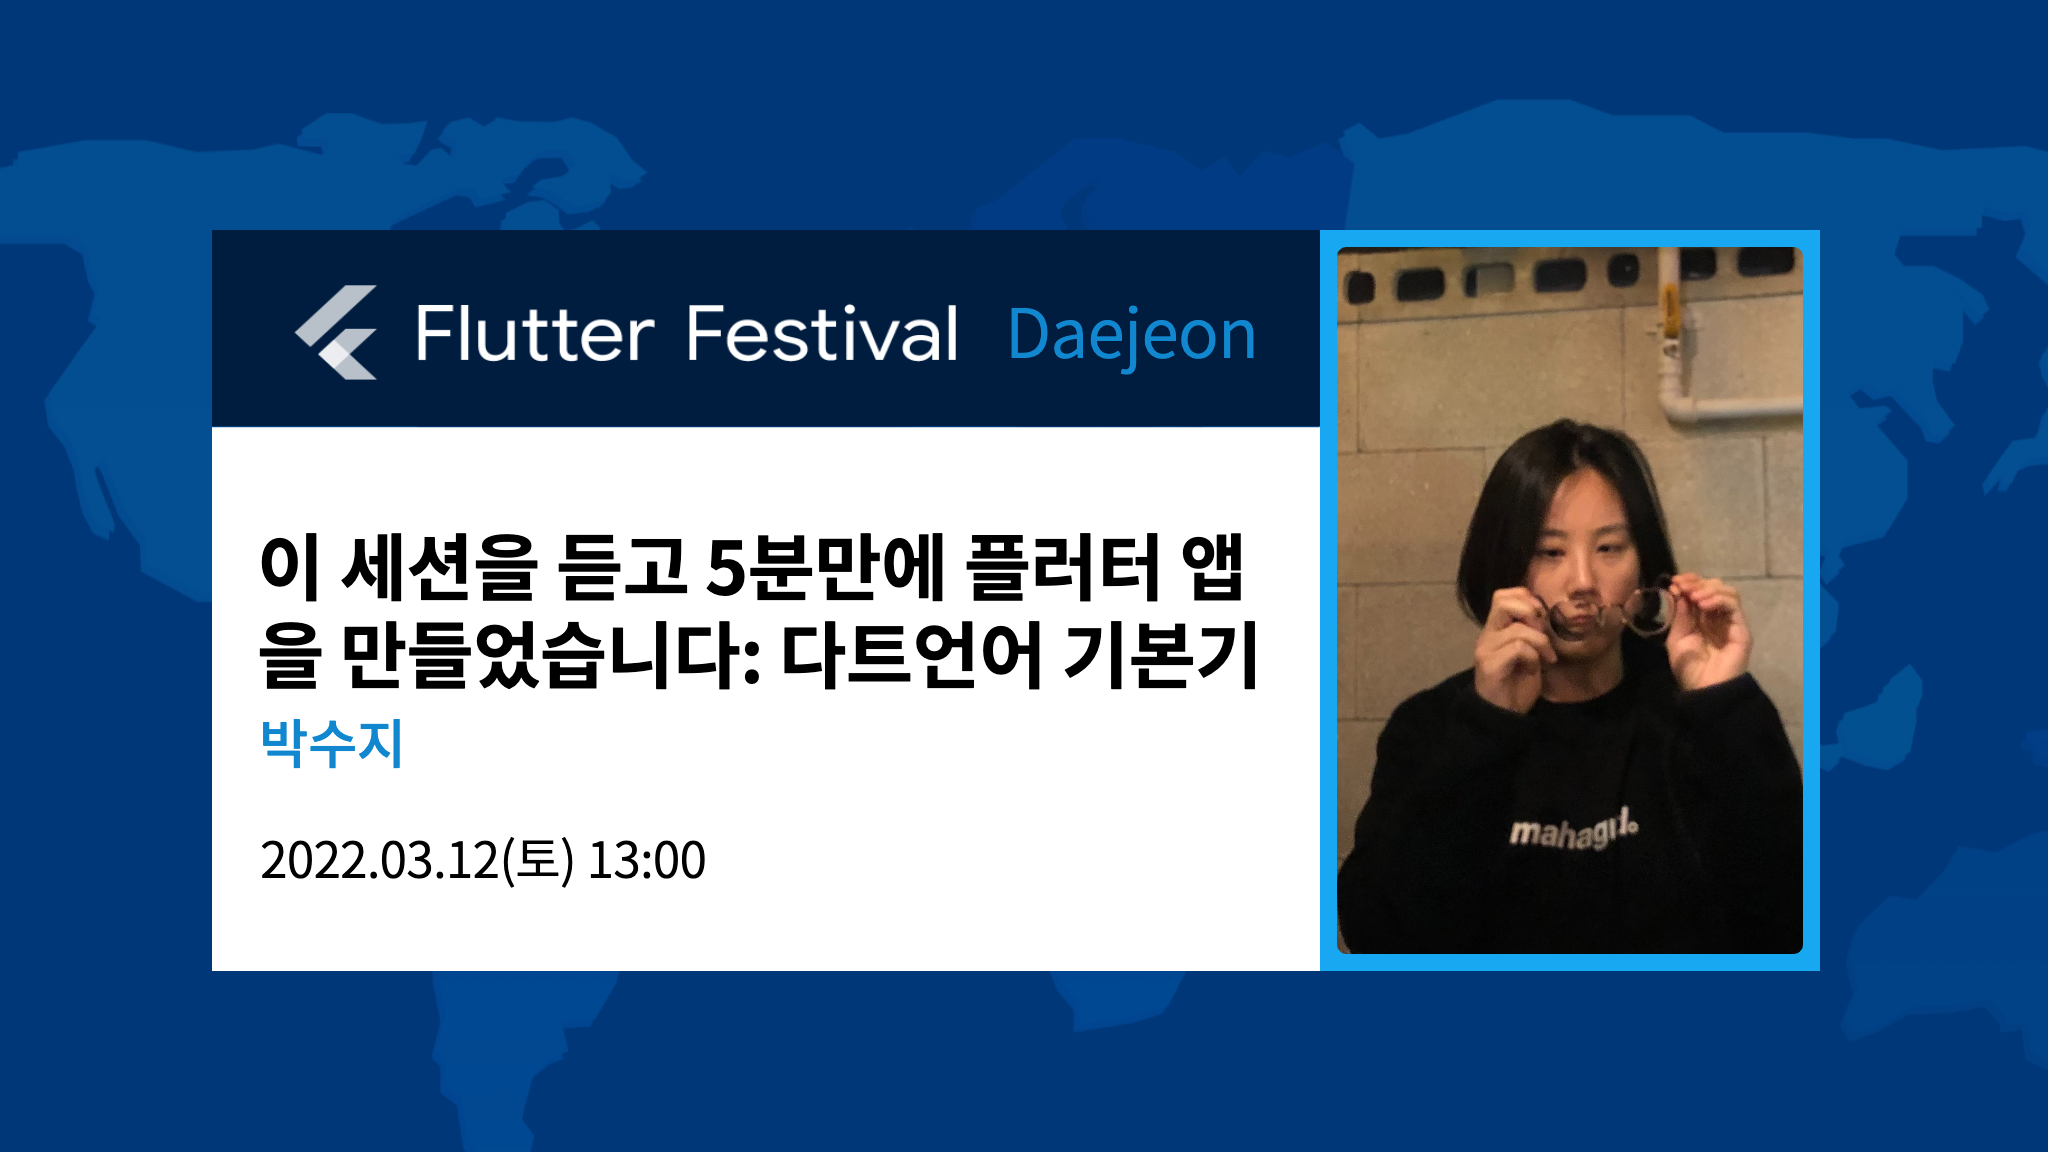 Flutter Festival Daejeon
이 세션을 듣고 5분만에 플러터 앱
을 만들었습니다: 다트언어 기본기
박수지
2022.03.12(토) 13:00
mahagrid